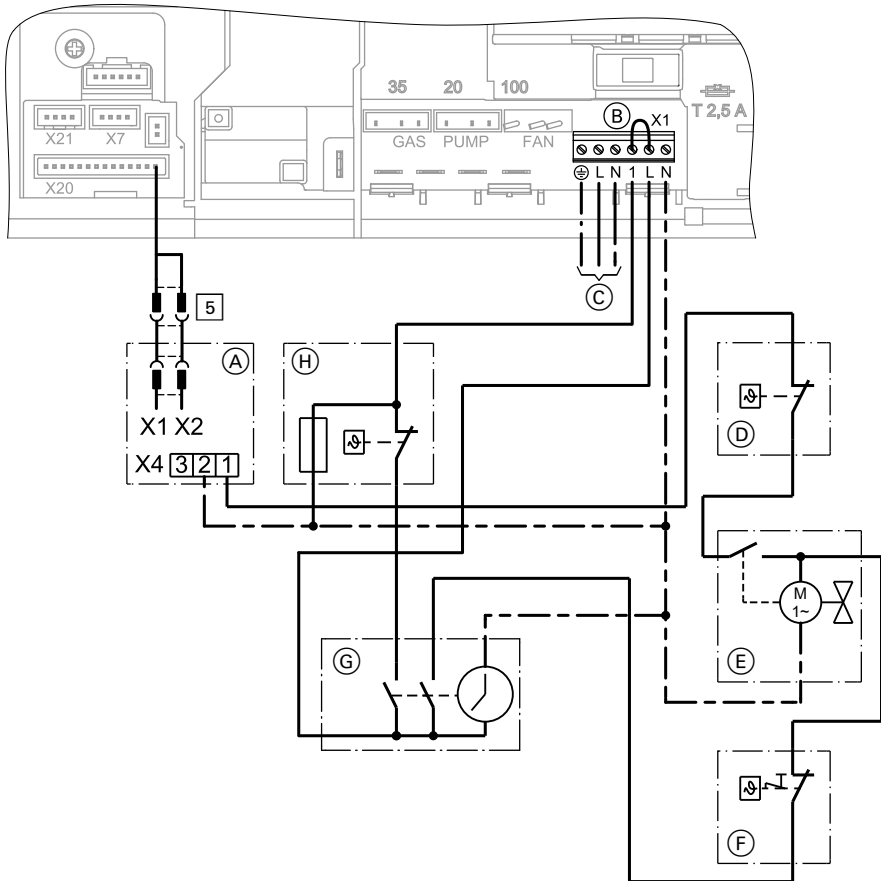 35 20 100
T 2,5 A
B X1
X21 X7
GAS PUMP FAN
X20
L N 1 L N
C
5
A
H
X1 X2
X4 3 2 1
ϑ
ϑ
D
M
1~
G
E
ϑ
F